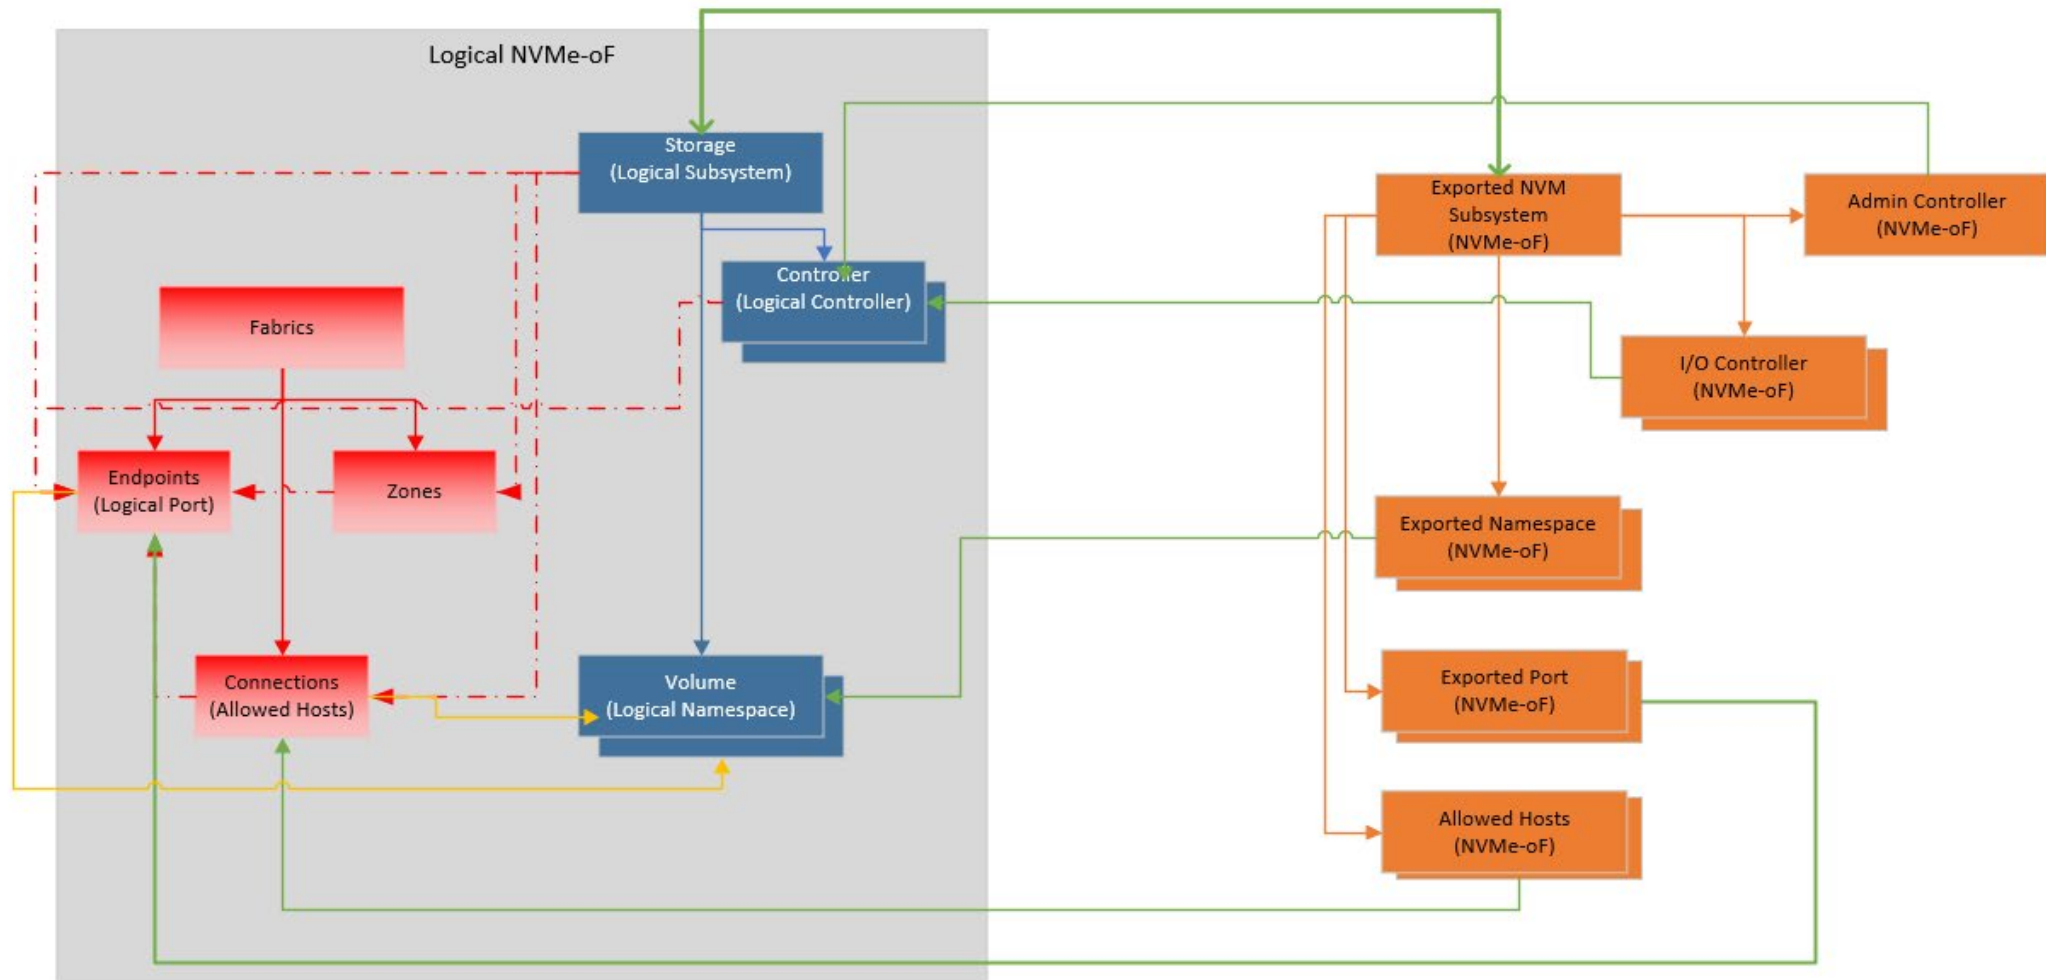 Logical NVMe-oF
Storage
(Logical Subsystem)
Exported NVM
Subsystem
(NVMe-oF)
Admin Controller
(NVMe-oF)
Controller
(Logical Controller)
Fabrics
I/O Controller
(NVMe-oF)
Endpoints
(Logical Port)
Zones
Exported Namespace
(NVMe-oF)
Connections
(Allowed Hosts)
Volume
(Logical Namespace)
Exported Port
(NVMe-oF)
Allowed Hosts
(NVMe-oF)